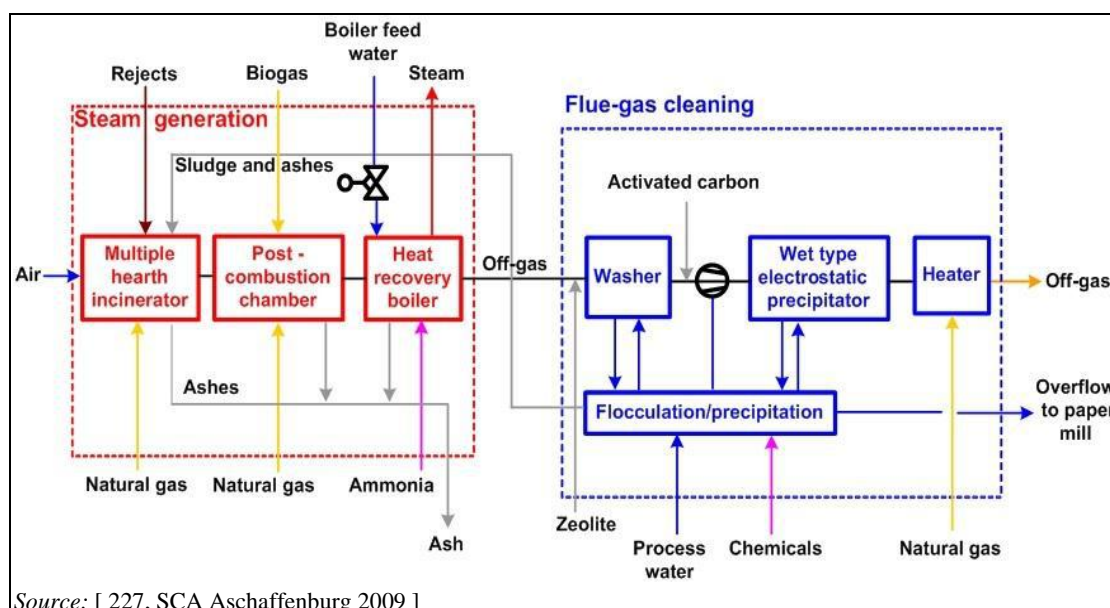 Boiler feed
water
Rejects
Biogas
Steam
Flue-gas cleaning
Steam generation
Sludge and ashes
Activated carbon
Multiple
hearth
incinerator
Post -
combustion
chamber
Heat
recovery
boiler
Off-gas
Washer
Wet type
electrostatic
precipitator
Heater
Air
Off-gas
Ashes
Flocculation/precipitation
Overflow
to paper
mill
Natural gas
Natural gas
Ammonia
Zeolite
Ash
Process
water
Chemicals
Natural gas
Source: [ 227, SCA Aschaffenburg 2009 ]